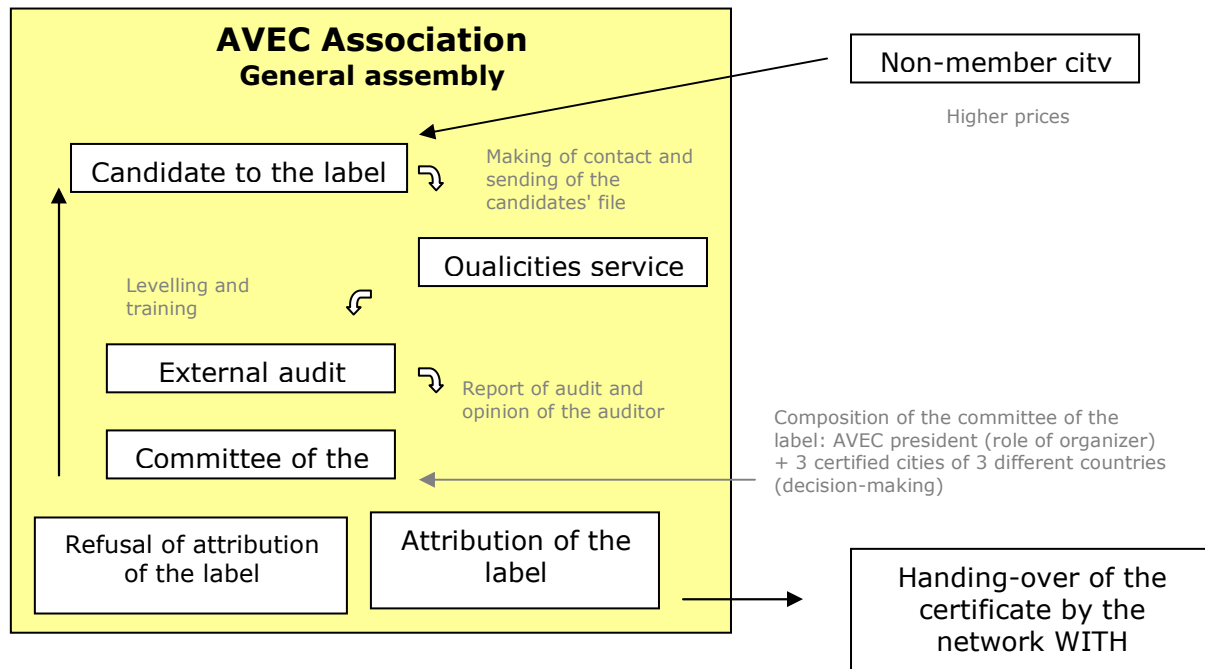 AVEC Association
General assembly
Non-member city
Higher prices
Candidate to the label
Making of contact and
sending of the
candidates' file
Qualicities service
Levelling and
training
External audit
Report of audit and
opinion of the auditor
Composition of the committee of the
label: AVEC president (role of organizer)
+ 3 certified cities of 3 different countries
(decision-making)
Committee of the
Refusal of attribution
of the label
Attribution of the
label
Handing-over of the
certificate by the
network WITH